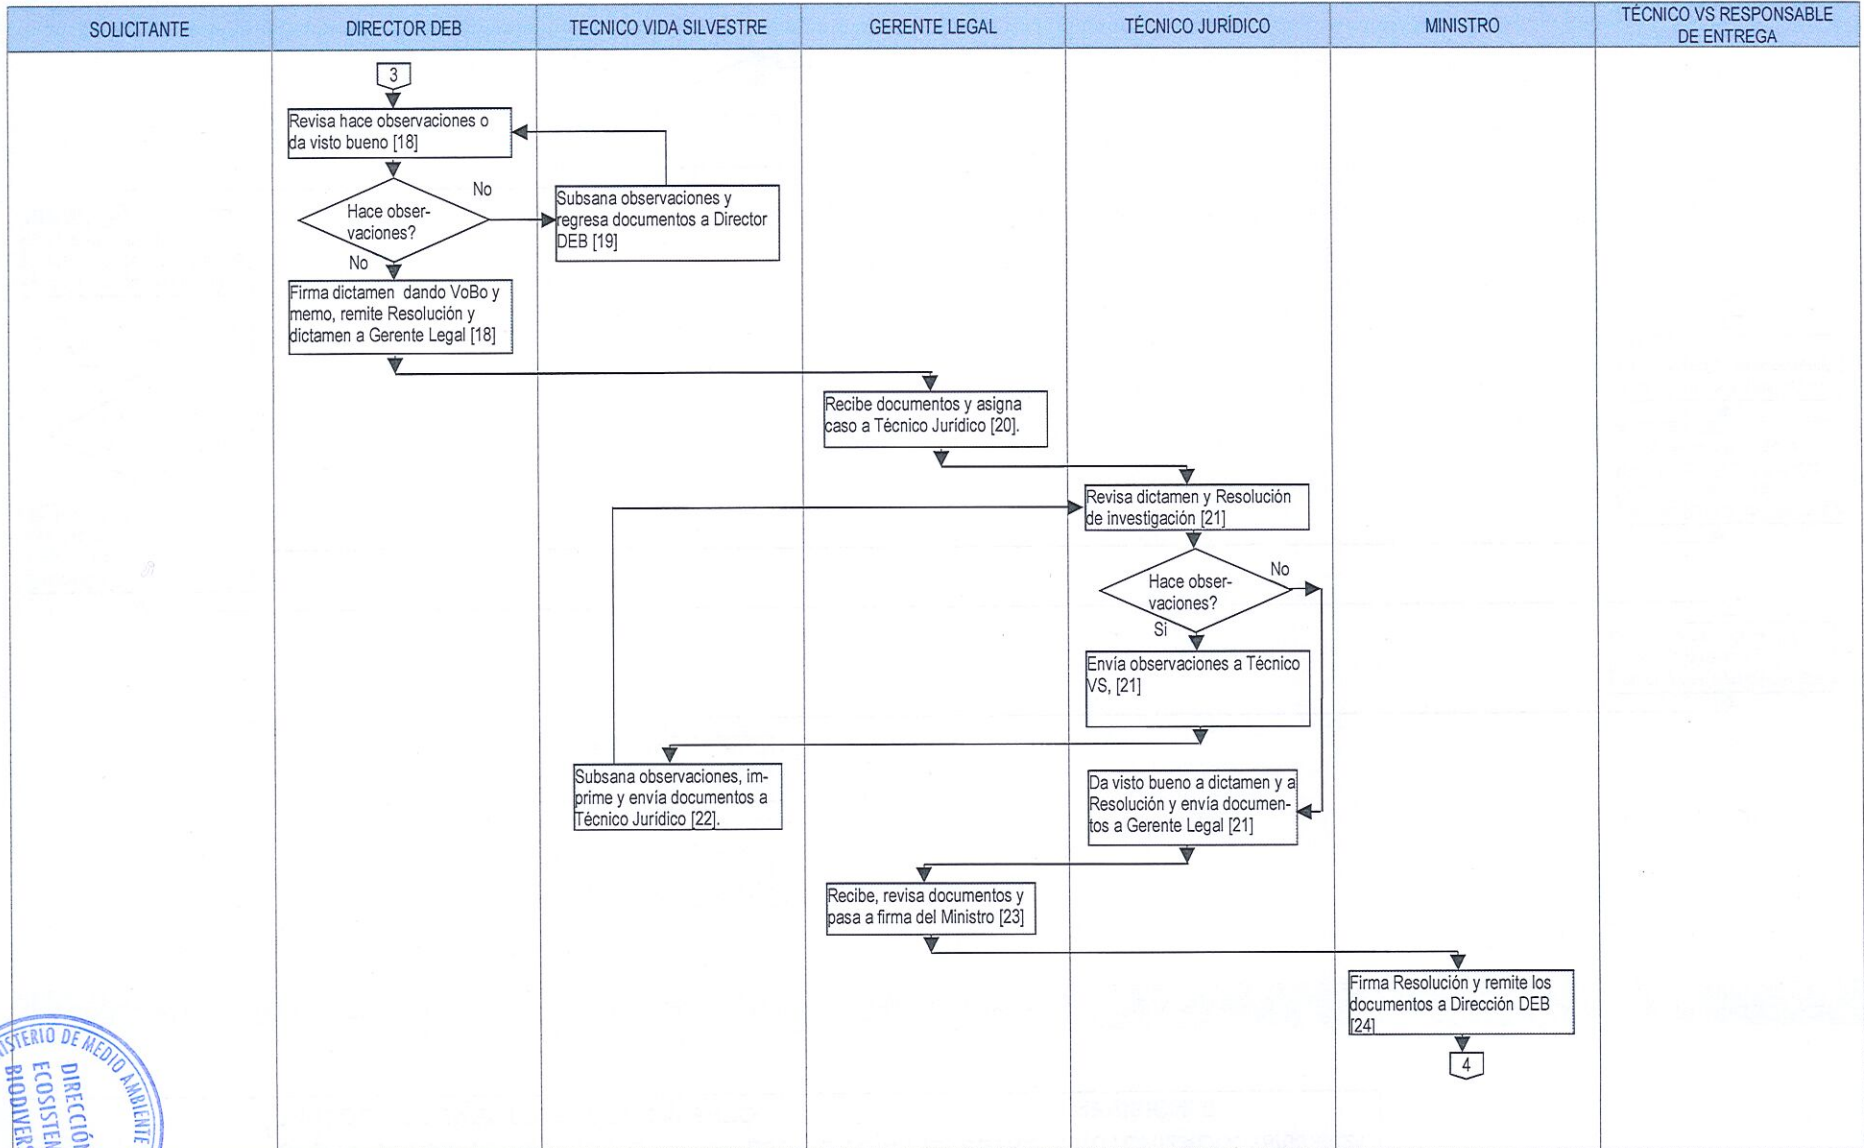 SOLICITANTE
DIRECTOR DEB
TECNICO VIDA SILVESTRE
GERENTE LEGAL
TÉCNICO JURÍDICO
MINISTRO
TÉCNICO VS RESPONSABLE
DE ENTREGA
3
Revisa hace observaciones o
da visto bueno [18]
Hace obser-
vaciones?
No
Subsana observaciones y
regresa documentos a Director
DEB [19]
No
Firma dictamen dando VoBo y
memo, remite Resolución y
dictamen a Gerente Legal [18]
Recibe documentos y asigna
caso a Técnico Jurídico [20].
Revisa dictamen y Resolución
de investigación [21]
Hace obser-
vaciones?
No
Si
Envía observaciones a Técnico
VS, [21]
Subsana observaciones, im-
prime y envía documentos a
Técnico Jurídico [22].
Da visto bueno a dictamen y a
Resolución y envía documen-
tos a Gerente Legal [21]
Recibe, revisa documentos y
pasa a firma del Ministro [23]
Firma Resolución y remite los
documentos a Dirección DEB
[24]
4
DE MEDIO AMBIENTE
DIRECCIÓN